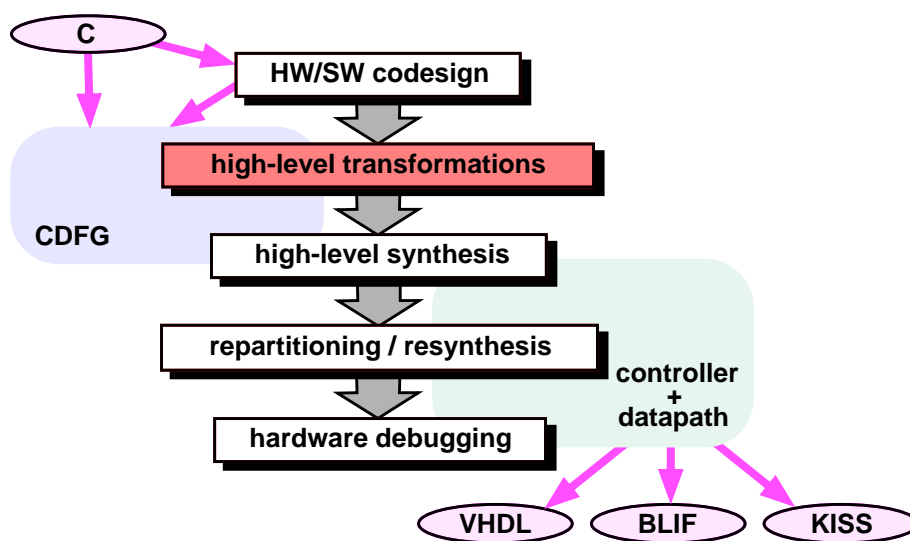 C
HW/SW codesign
high-level transformations
CDFG
high-level synthesis
repartitioning / resynthesis
controller
+
datapath
hardware debugging
VHDL
BLIF
KISS